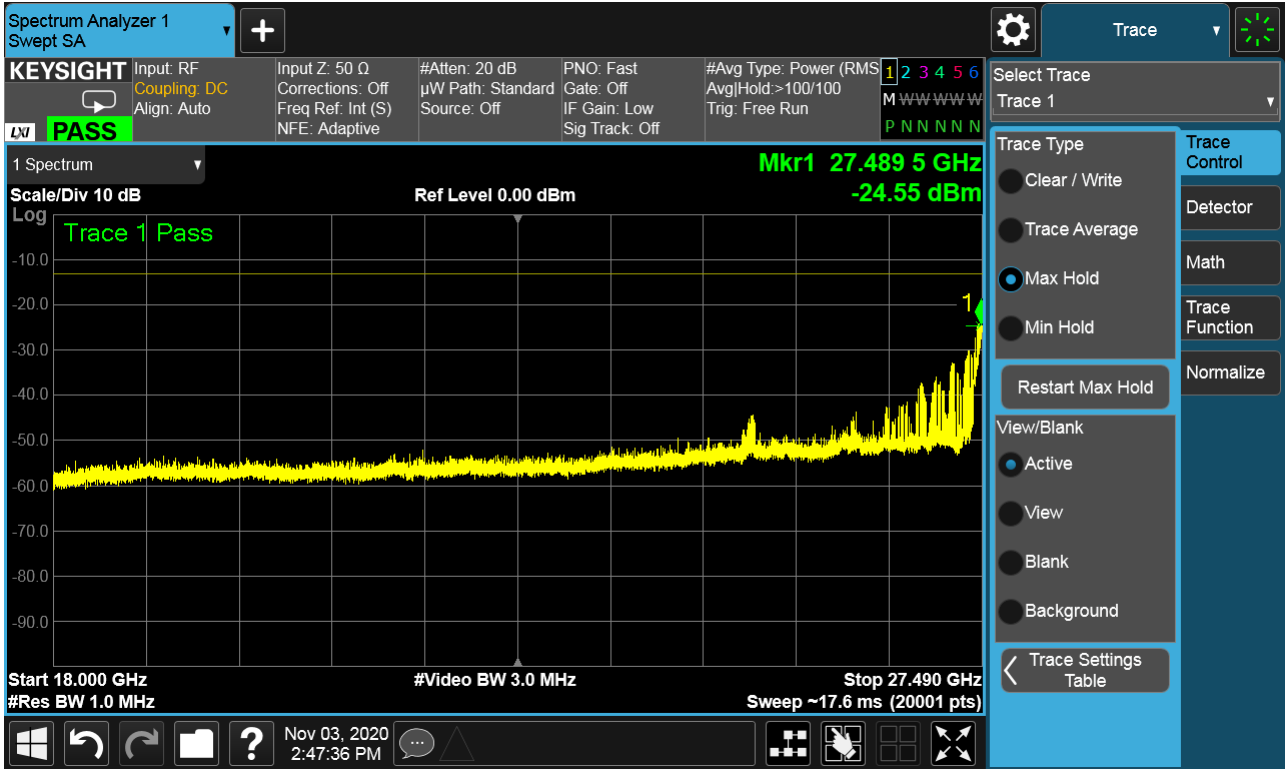 Spectrum Analyzer 1
Swept SA
Trace
KEYSIGHT
LXI
PASS
Input: RF
Coupling: DC
Align: Auto
Input Z: 50 Ω
Corrections: Off
Freq Ref: Int (S)
NFE: Adaptive
#Atten: 20 dB
µW Path: Standard
Source: Off
PNO: Fast
Gate: Off
IF Gain: Low
Sig Track: Off
#Avg Type: Power (RMS
Avg|Hold:>100/100
Trig: Free Run
1 2 3 4 5 6
M W W W W W
P N N N N N
1 Spectrum
Mkr1 27.489 5 GHz
Scale/Div 10 dB
Ref Level 0.00 dBm
-24.55 dBm
Log
Trace 1 Pass
-10.0
-20.0
1
-30.0
-40.0
-50.0
-60.0
-70.0
-80.0
-90.0
Start 18.000 GHz
#Video BW 3.0 MHz
Stop 27.490 GHz
#Res BW 1.0 MHz
Sweep ~17.6 ms (20001 pts)
Select Trace
Trace 1
Trace Type
Clear / Write
Trace Average
Max Hold
Min Hold
Restart Max Hold
View/Blank
Active
View
Blank
Background
Trace Settings
Table
Trace
Control
Detector
Math
Trace
Function
Normalize
?
Nov 03, 2020
2:47:36 PM